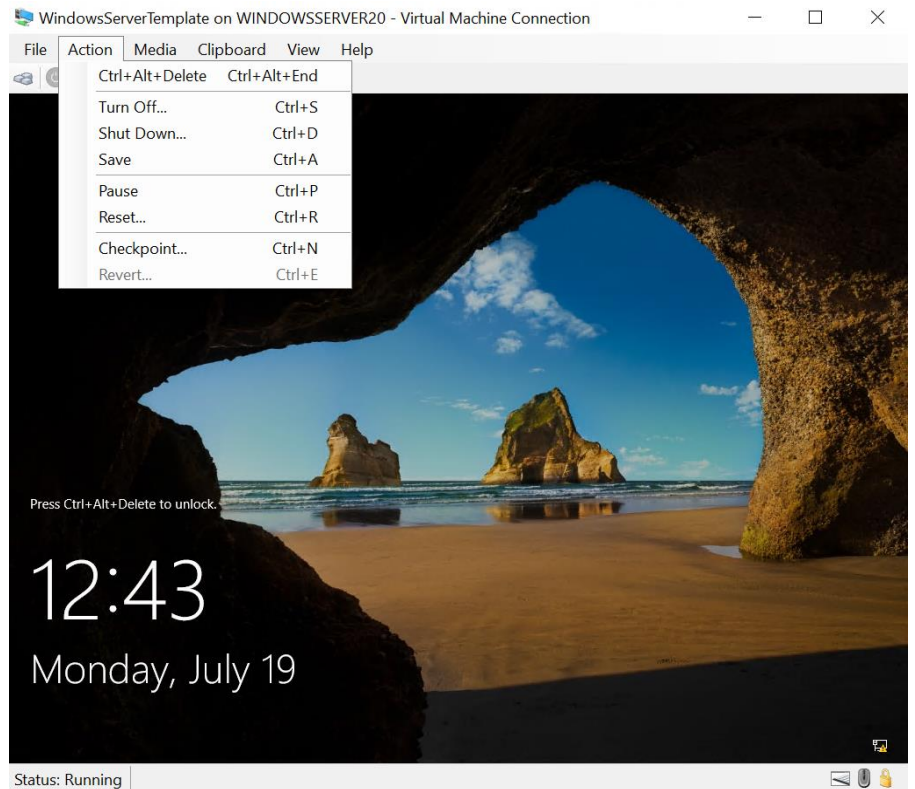 WindowsServerTemplate on WINDOWSSERVER20 - Virtual Machine Connection
File Action Media Clipboard View Help
Ctrl+Alt+Delete Ctrl+Alt+End
Turn Off... Ctrl+S
Shut Down... Ctrl+D
Save Ctrl+A
Pause Ctrl+P
Reset... Ctrl+R
Checkpoint... Ctrl+N
Revert... Ctrl+E
Press Ctrl+Alt+Delete to unlock.
12:43
Monday, July 19
Status: Running